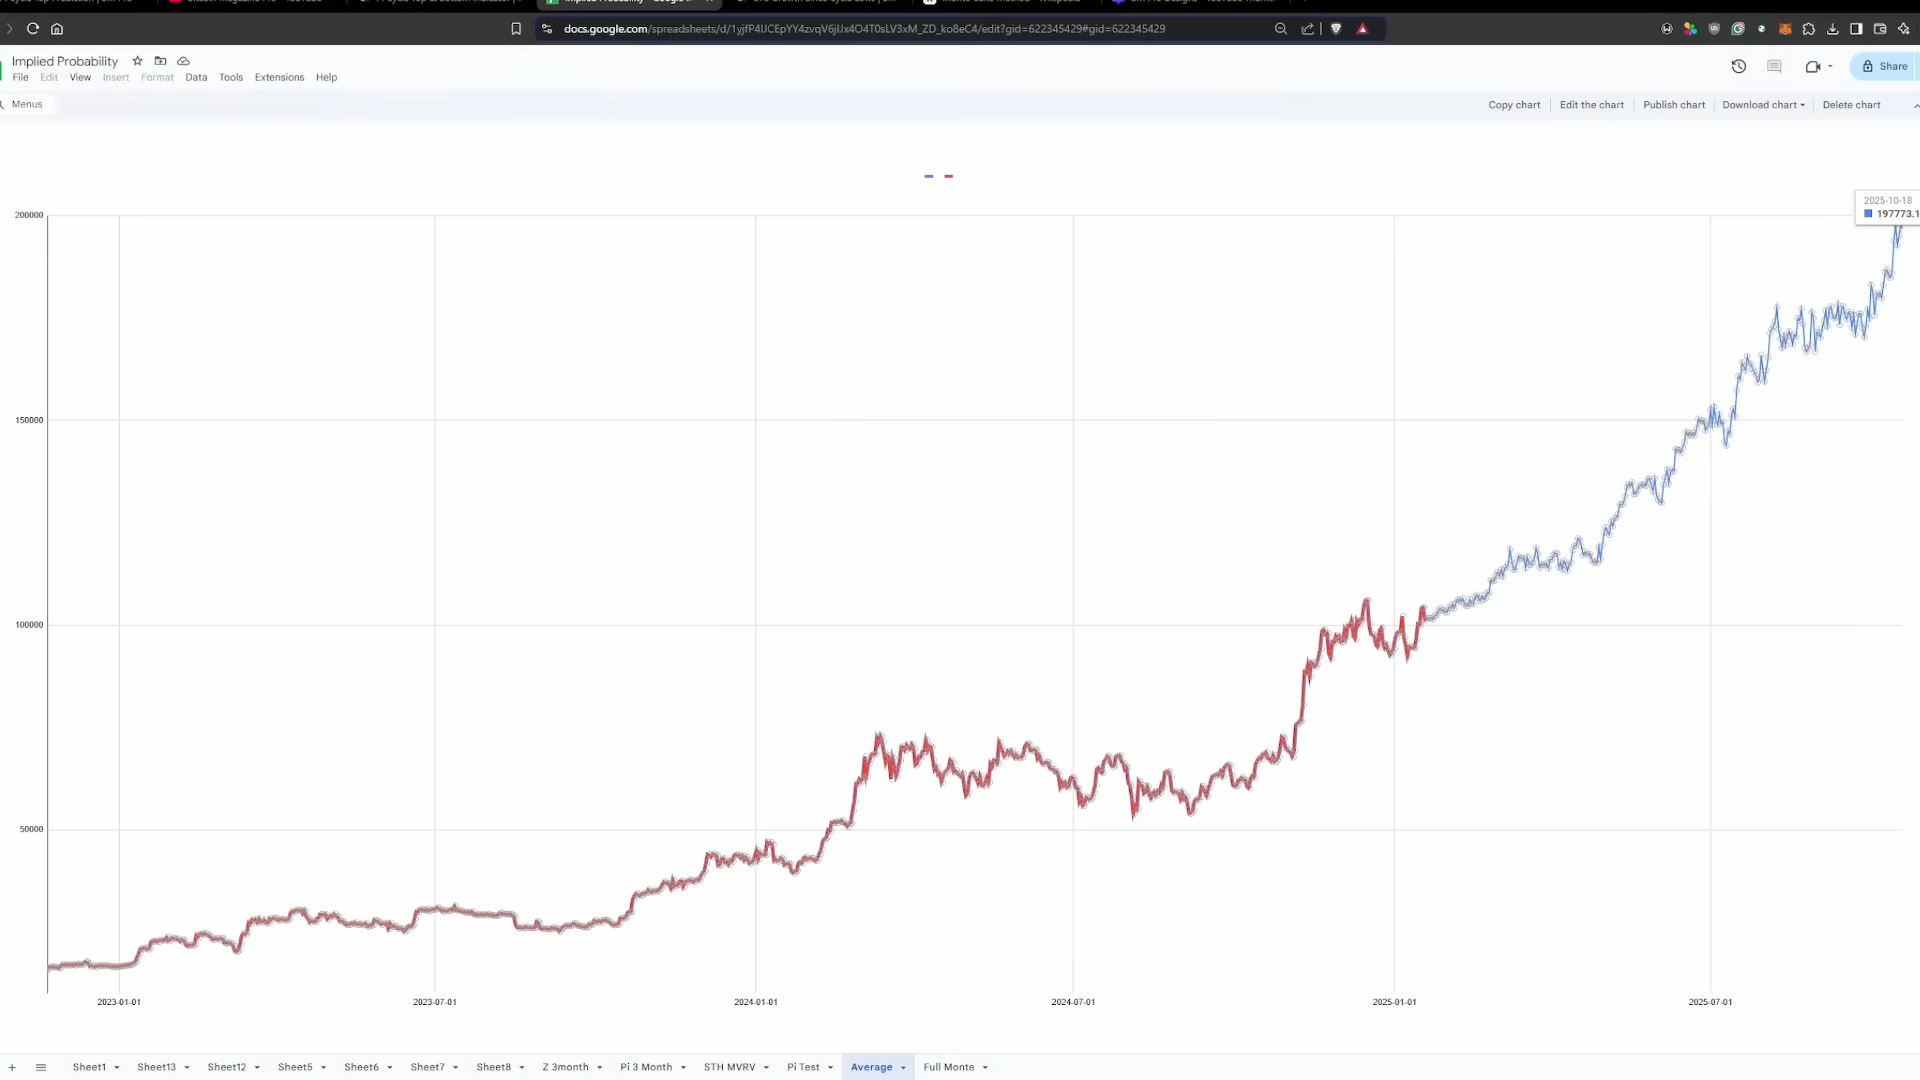 docs.google.com/spreadsheets/d/1yjfP4IJCEpYY4zvqV6jlJx4O4T0sLV3xM_ZD_ko8eC4/edit?gid=622345429#gid=622345429
Implied Probability
File Edit View Insert Format Data Tools Extensions Help
Share
Menus
Copy chart Edit the chart Publish chart Download chart Delete chart
2025-10-18
197773.1
200000
150000
100000
50000
2023-01-01 2023-07-01 2024-01-01 2024-07-01 2025-01-01 2025-07-01
Sheet1 Sheet13 Sheet12 Sheet5 Sheet6 Sheet7 Sheet8 Z 3month Pi 3 Month STH MVRV Pi Test Average Full Monte